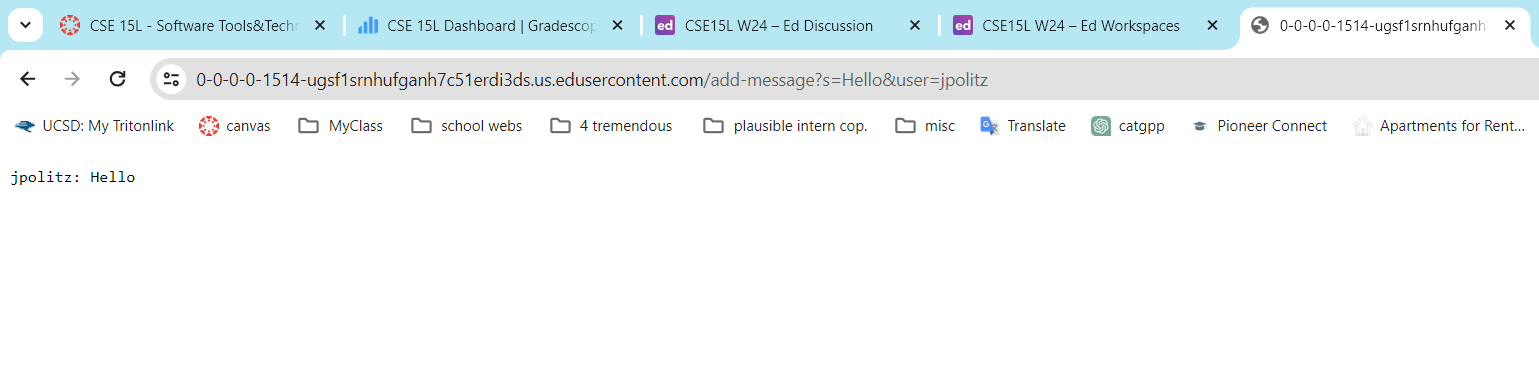 CSE 15L - Software Tools&Techn
CSE 15L Dashboard | Gradescop
ed CSE15L W24 – Ed Discussion
ed CSE15L W24 – Ed Workspaces
0-0-0-0-1514-ugsf1srnhufganh
0-0-0-0-1514-ugsf1srnhufganh7c51erdi3ds.us.edusercontent.com/add-message?s=Hello&user=jpolitz
UCSD: My Tritonlink canvas MyClass school webs 4 tremendous plausible intern cop. misc Translate catgpp Pioneer Connect Apartments for Rent...
jpolitz: Hello